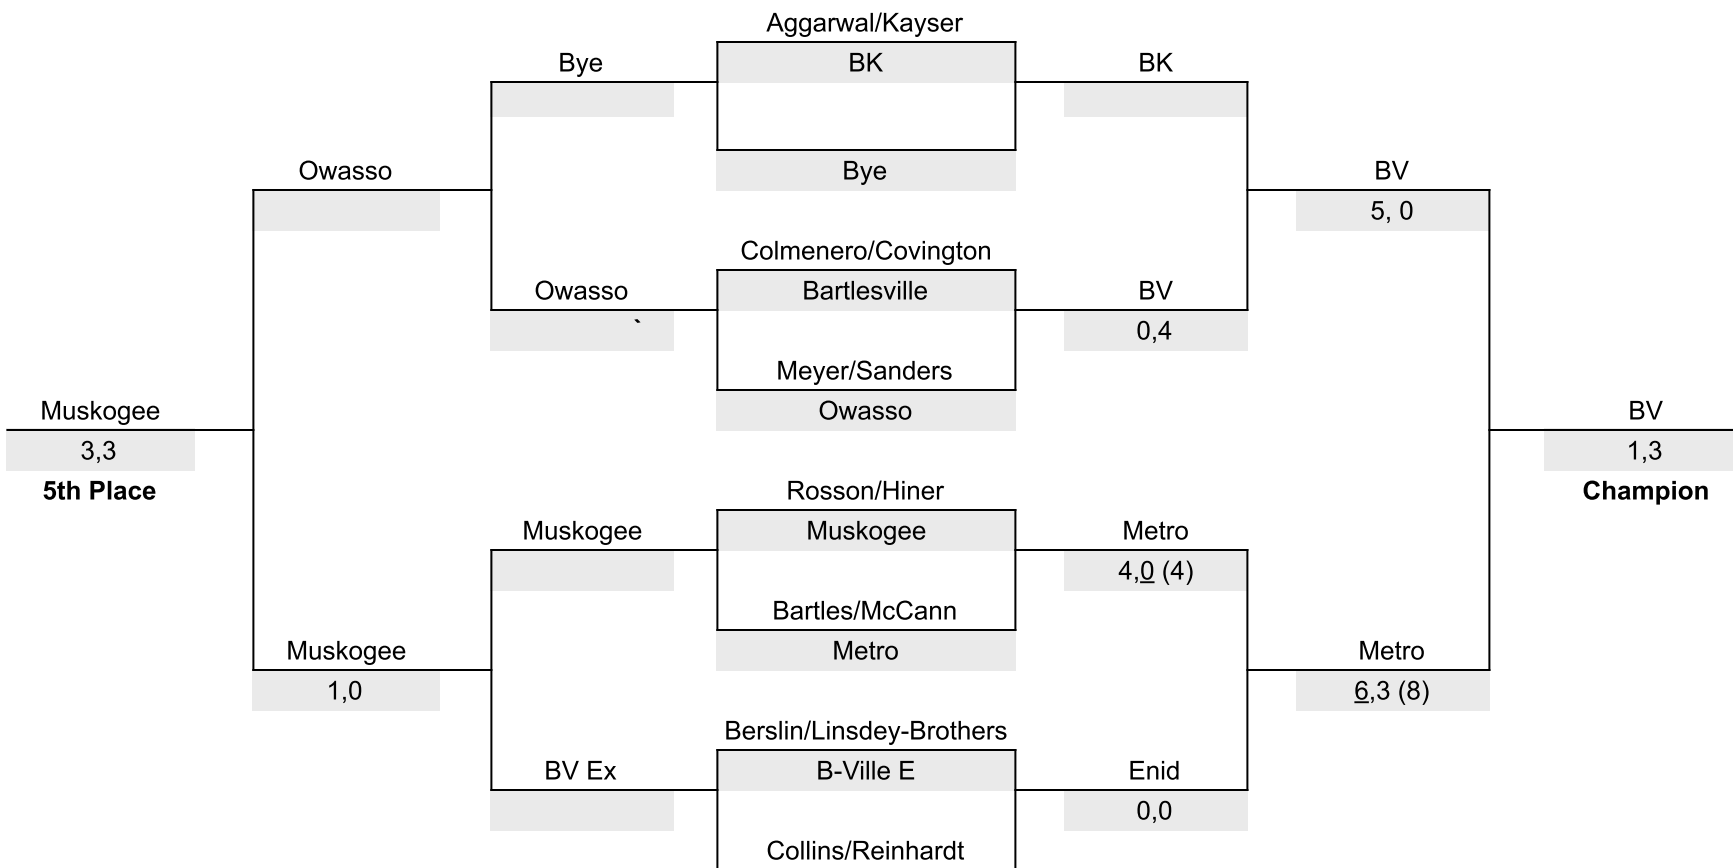 Aggarwal/Kayser
Bye
BK
BK
Bye
Owasso
BV
5, 0
Colmenero/Covington
Owasso
Bartlesville
BV
`
0,4
Meyer/Sanders
Owasso
Muskogee
BV
3,3
1,3
5th Place
Champion
Rosson/Hiner
Muskogee
Muskogee
Metro
4,0 (4)
Bartles/McCann
Metro
Muskogee
Metro
1,0
6,3 (8)
Berslin/Linsdey-Brothers
BV Ex
B-Ville E
Enid
0,0
Collins/Reinhardt